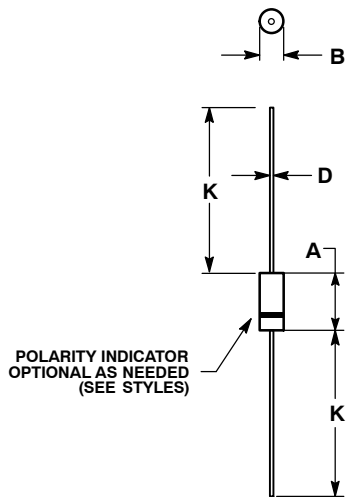 B
K
D
A
POLARITY INDICATOR
OPTIONAL AS NEEDED
(SEE STYLES)
K